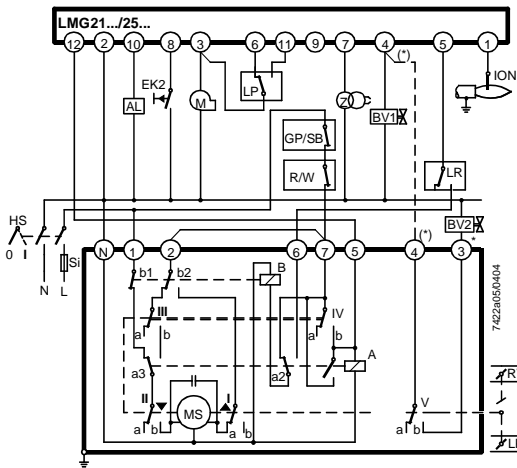 LMG21.../25...
12 2 10 8 3 6 11 9 7 4 5 1
(*)
EK2
ION
AL M LP Z BV1
GP/SB
R/W LR
HS
BV2
0 I Si
(*) *
N L
N 1 2 6 7 5 4 3
b1 b2 B
III IV
a b a b
A
a3 a2
II I V
MS
a b a b a b
R
L
7422a05/0404